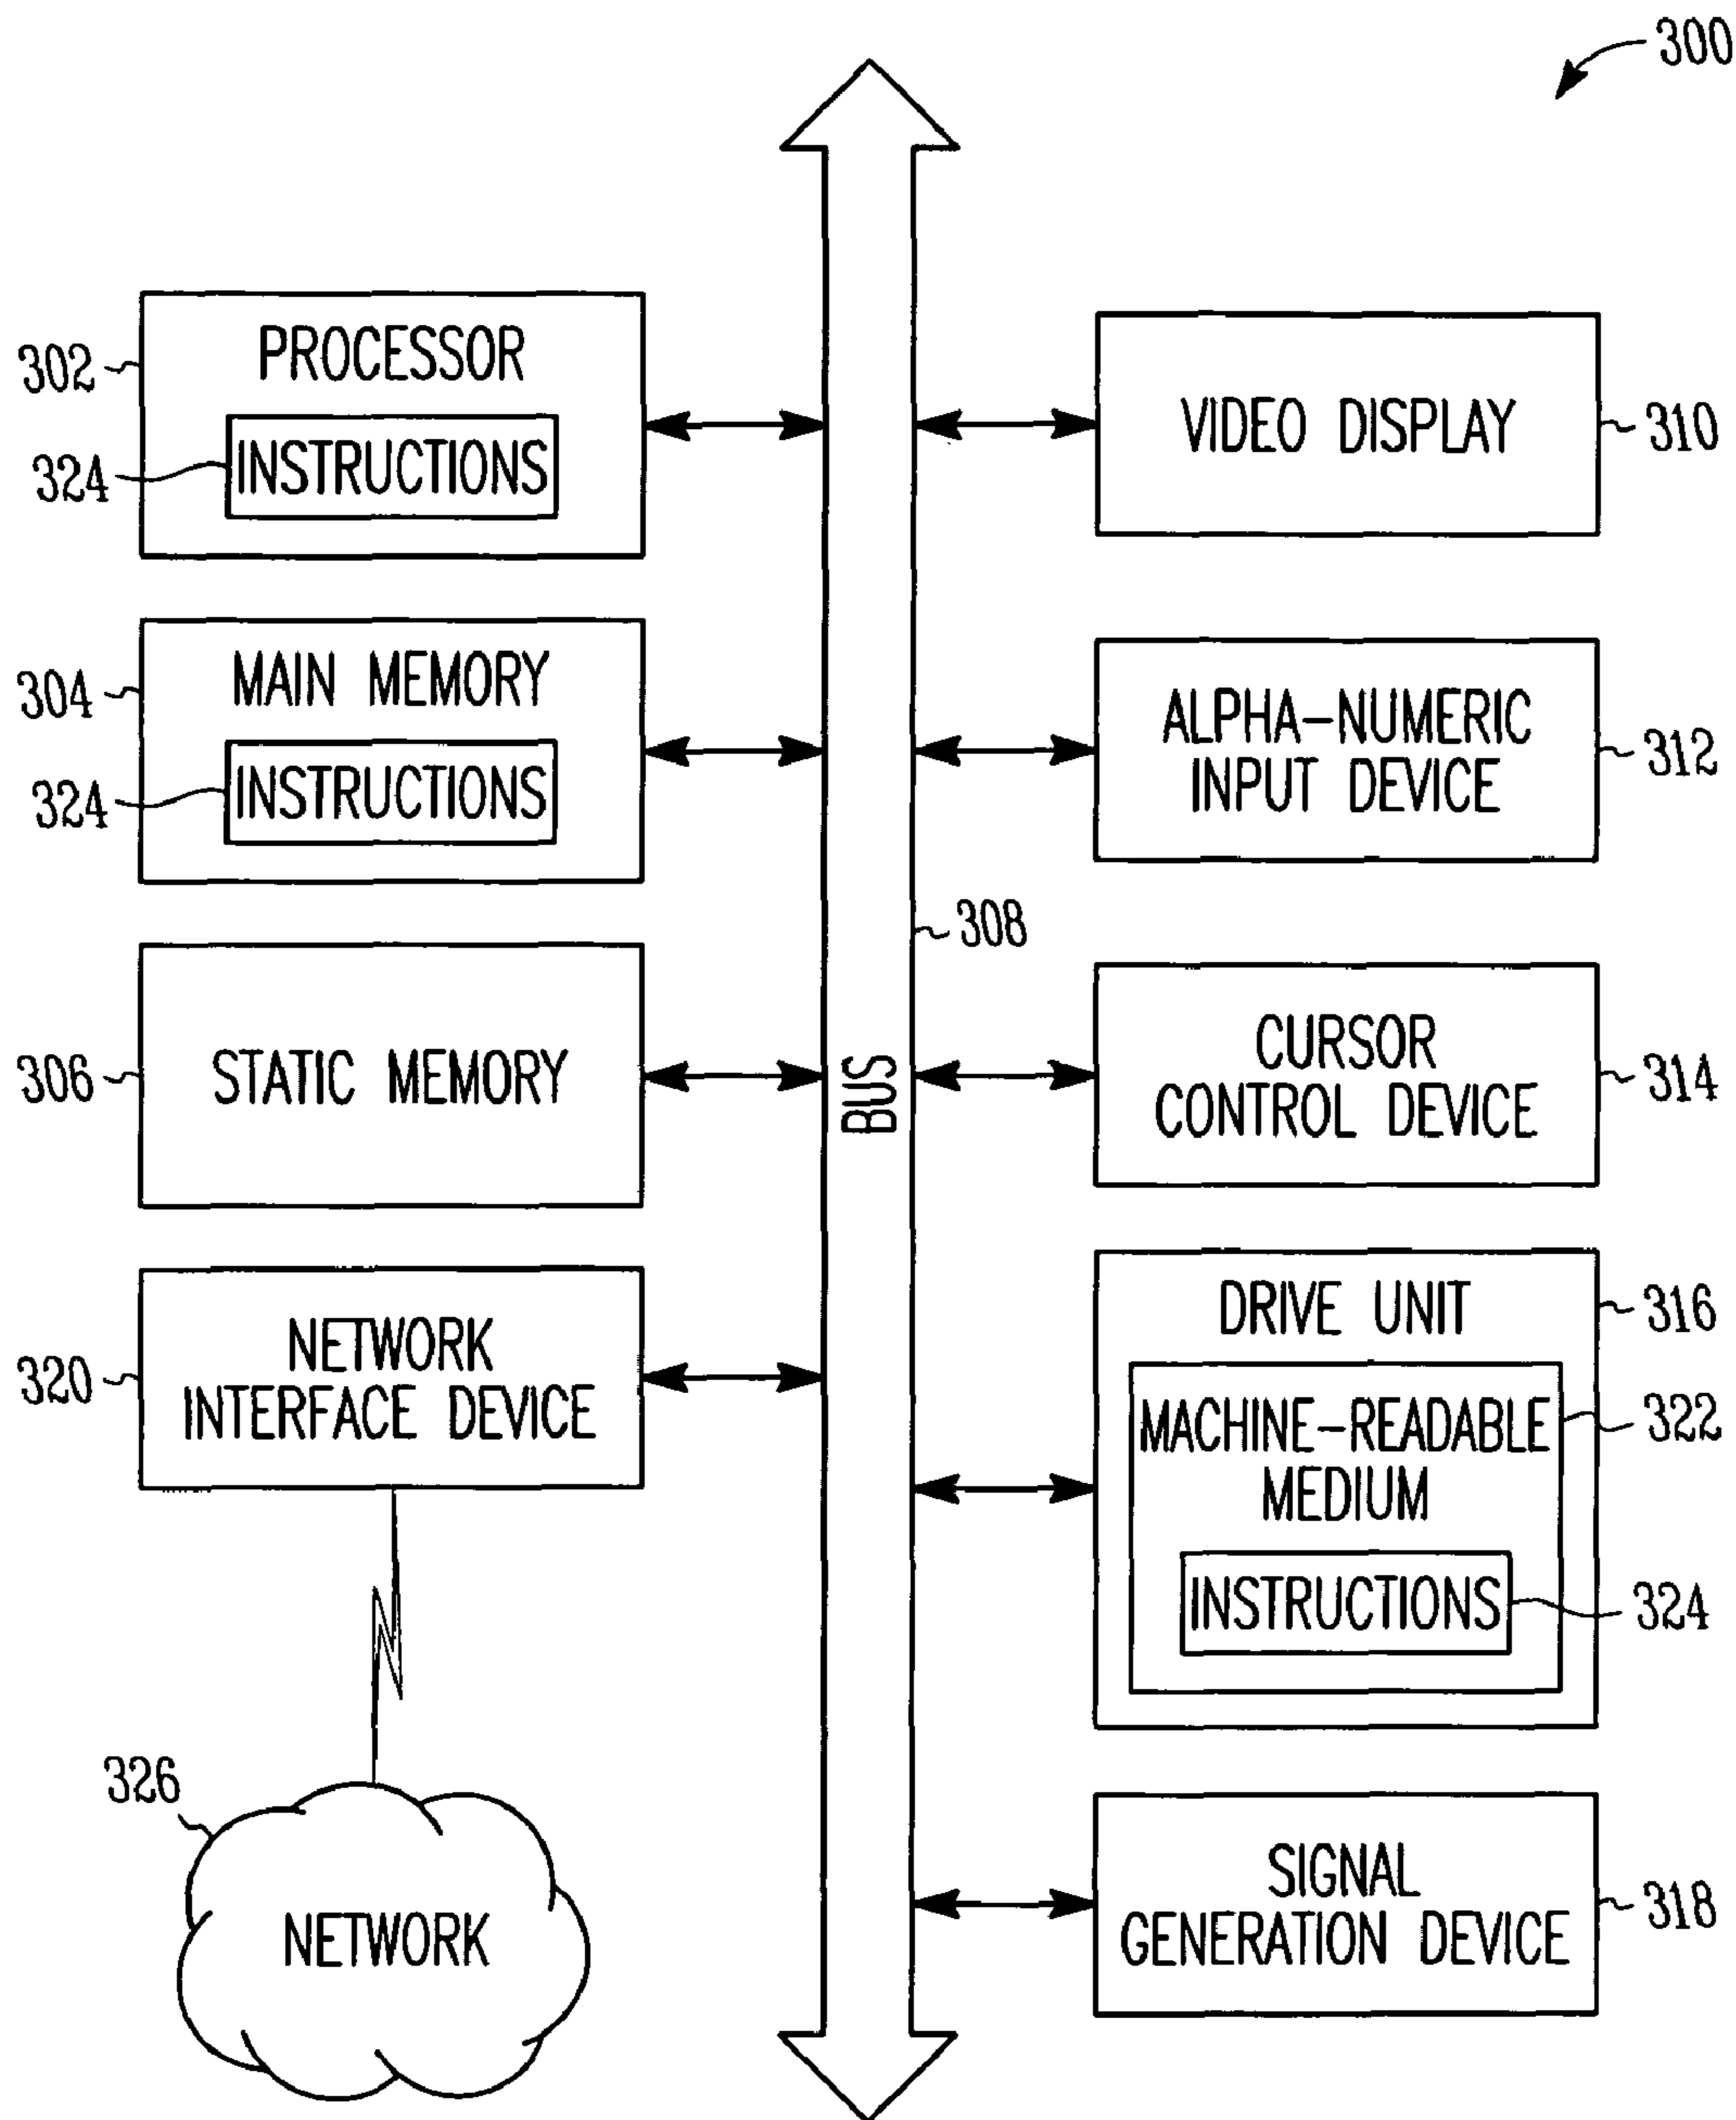 300
PROCESSOR
302
INSTRUCTIONS
324
MAIN MEMORY
304
INSTRUCTIONS
324
STATIC MEMORY
306
NETWORK
INTERFACE DEVICE
320
326
NETWORK
BUS
308
VIDEO DISPLAY
310
ALPHA-NUMERIC
INPUT DEVICE
312
CURSOR
CONTROL DEVICE
314
DRIVE UNIT
316
MACHINE-READABLE
MEDIUM
322
INSTRUCTIONS
324
SIGNAL
GENERATION DEVICE
318